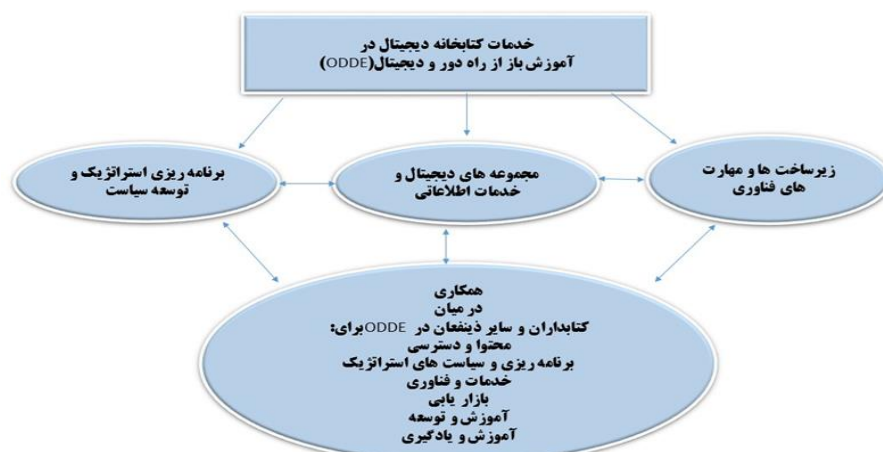 خدمات کتابخانه دیجیتال در
آموزش باز از راه دور و دیجیتال(ODDE)
زیرساخت ها و مهارت
های فناوری
مجموعه های دیجیتال و
خدمات اطلاعاتی
برنامه ریزی استراتژیک و
توسعه سیاست
همکاری
در میان
کتابداران و سایر ذینفعان در ODDEبرای:
محتوا و دسترسی
برنامه ریزی و سیاست های استراتژیک
خدمات و فناوری
بازار یابی
آموزش و توسعه
آموزش و یادگیری